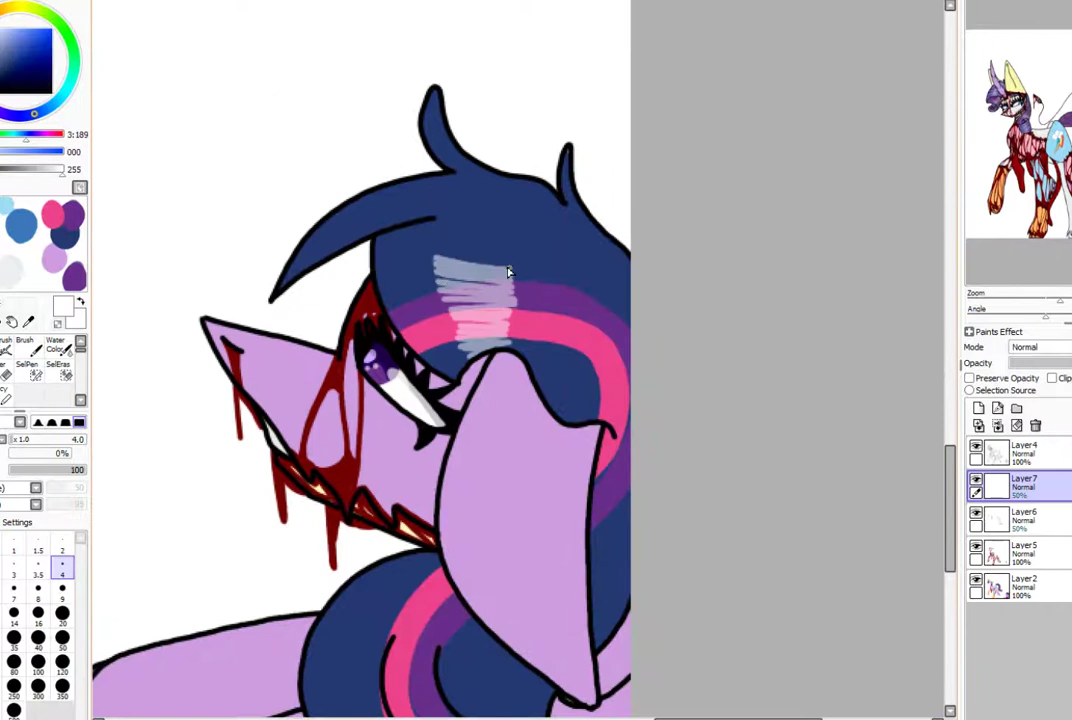 3:189
000
255
Brush
Water
Color
SelPen
SelEras
x 1.0
4.0
0%
100
Settings
1
1.5
2
3
3.5
4
7
8
9
14
16
20
35
40
50
80
100
120
250
300
350
500
Zoom
Angle
Paints Effect
Mode
Normal
Opacity
Preserve Opacity
Selection Source
Layer4
Normal
100%
Layer7
Normal
50%
Layer6
Normal
50%
Layer5
Normal
100%
Layer2
Normal
100%